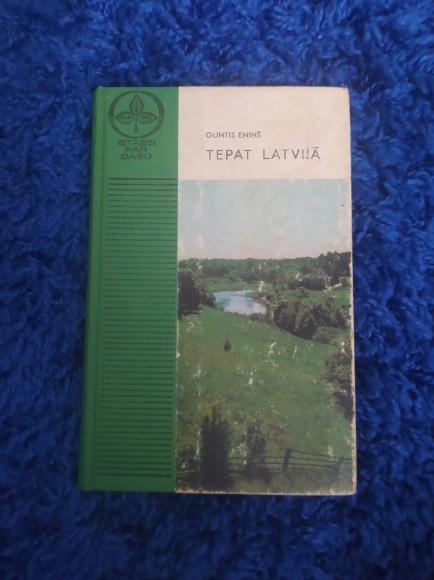 STĀSTI
PAR
DABU
GUNTIS ENIŅŠ
TEPAT LATVIJĀ